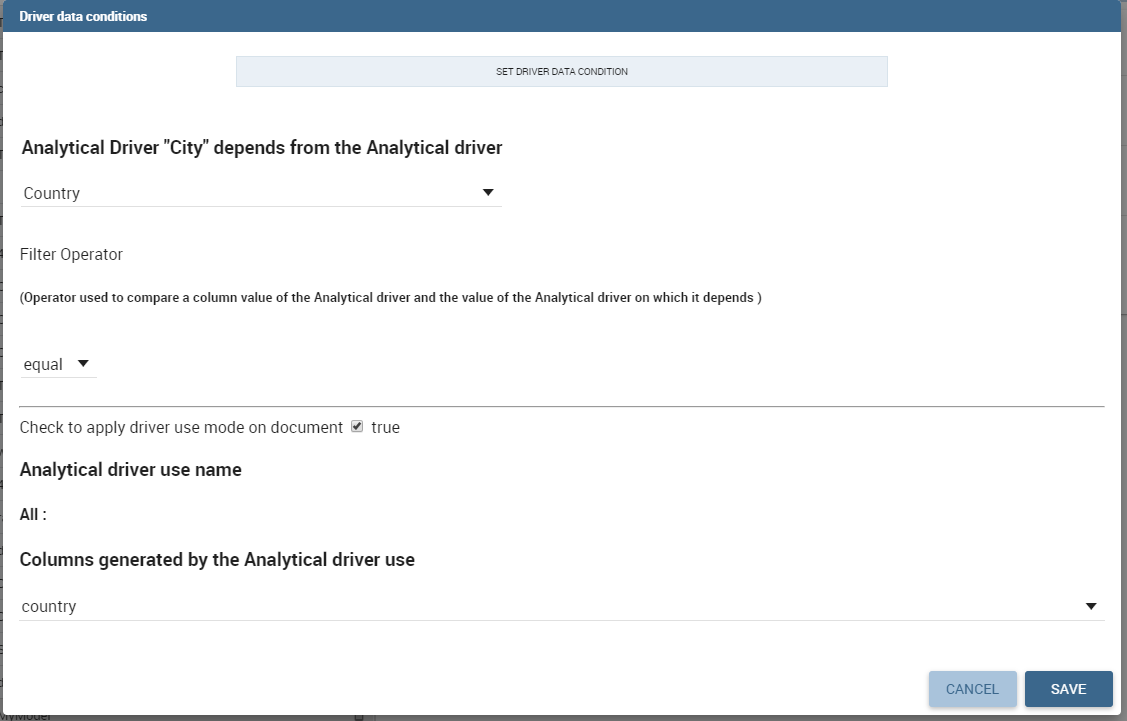 Driver data conditions
SET DRIVER DATA CONDITION
Analytical Driver "City" depends from the Analytical driver
Country
Filter Operator
(Operator used to compare a column value of the Analytical driver and the value of the Analytical driver on which it depends )
equal
Check to apply driver use mode on document true
Analytical driver use name
All :
Columns generated by the Analytical driver use
country
CANCEL SAVE